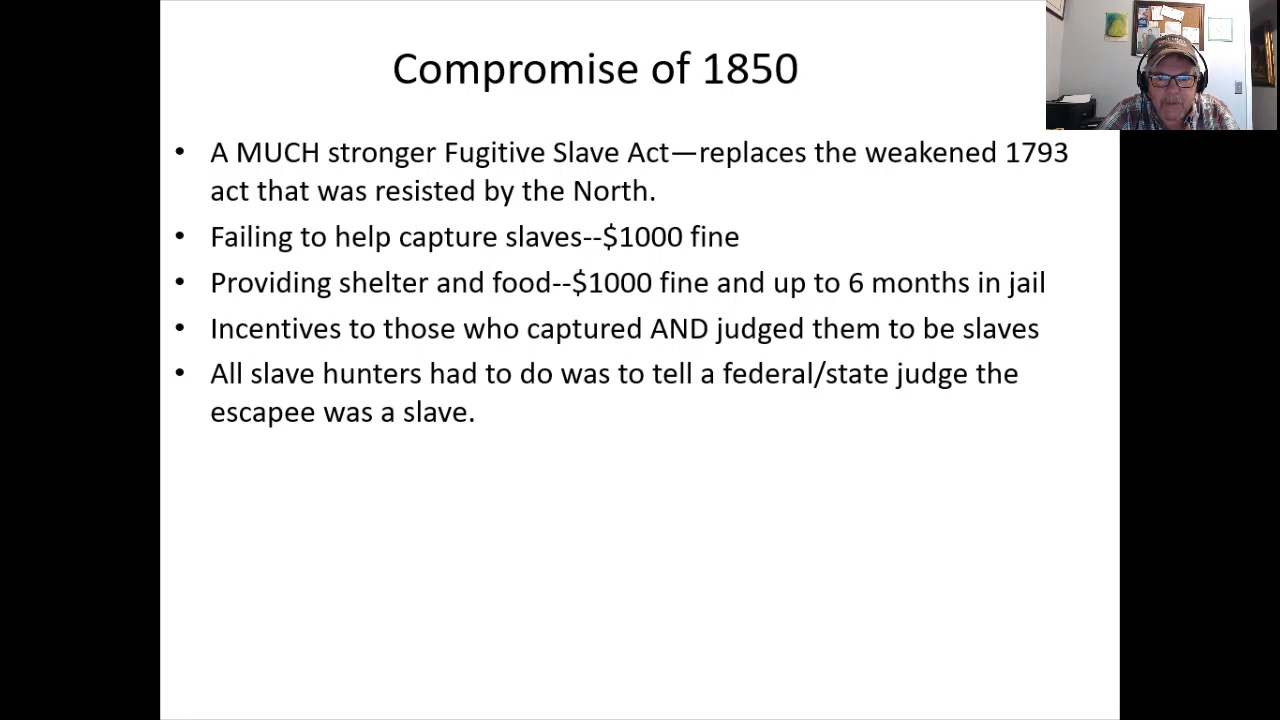 Compromise of 1850
• A MUCH stronger Fugitive Slave Act—replaces the weakened 1793
act that was resisted by the North.
• Failing to help capture slaves--$1000 fine
• Providing shelter and food--$1000 fine and up to 6 months in jail
• Incentives to those who captured AND judged them to be slaves
• All slave hunters had to do was to tell a federal/state judge the
escapee was a slave.